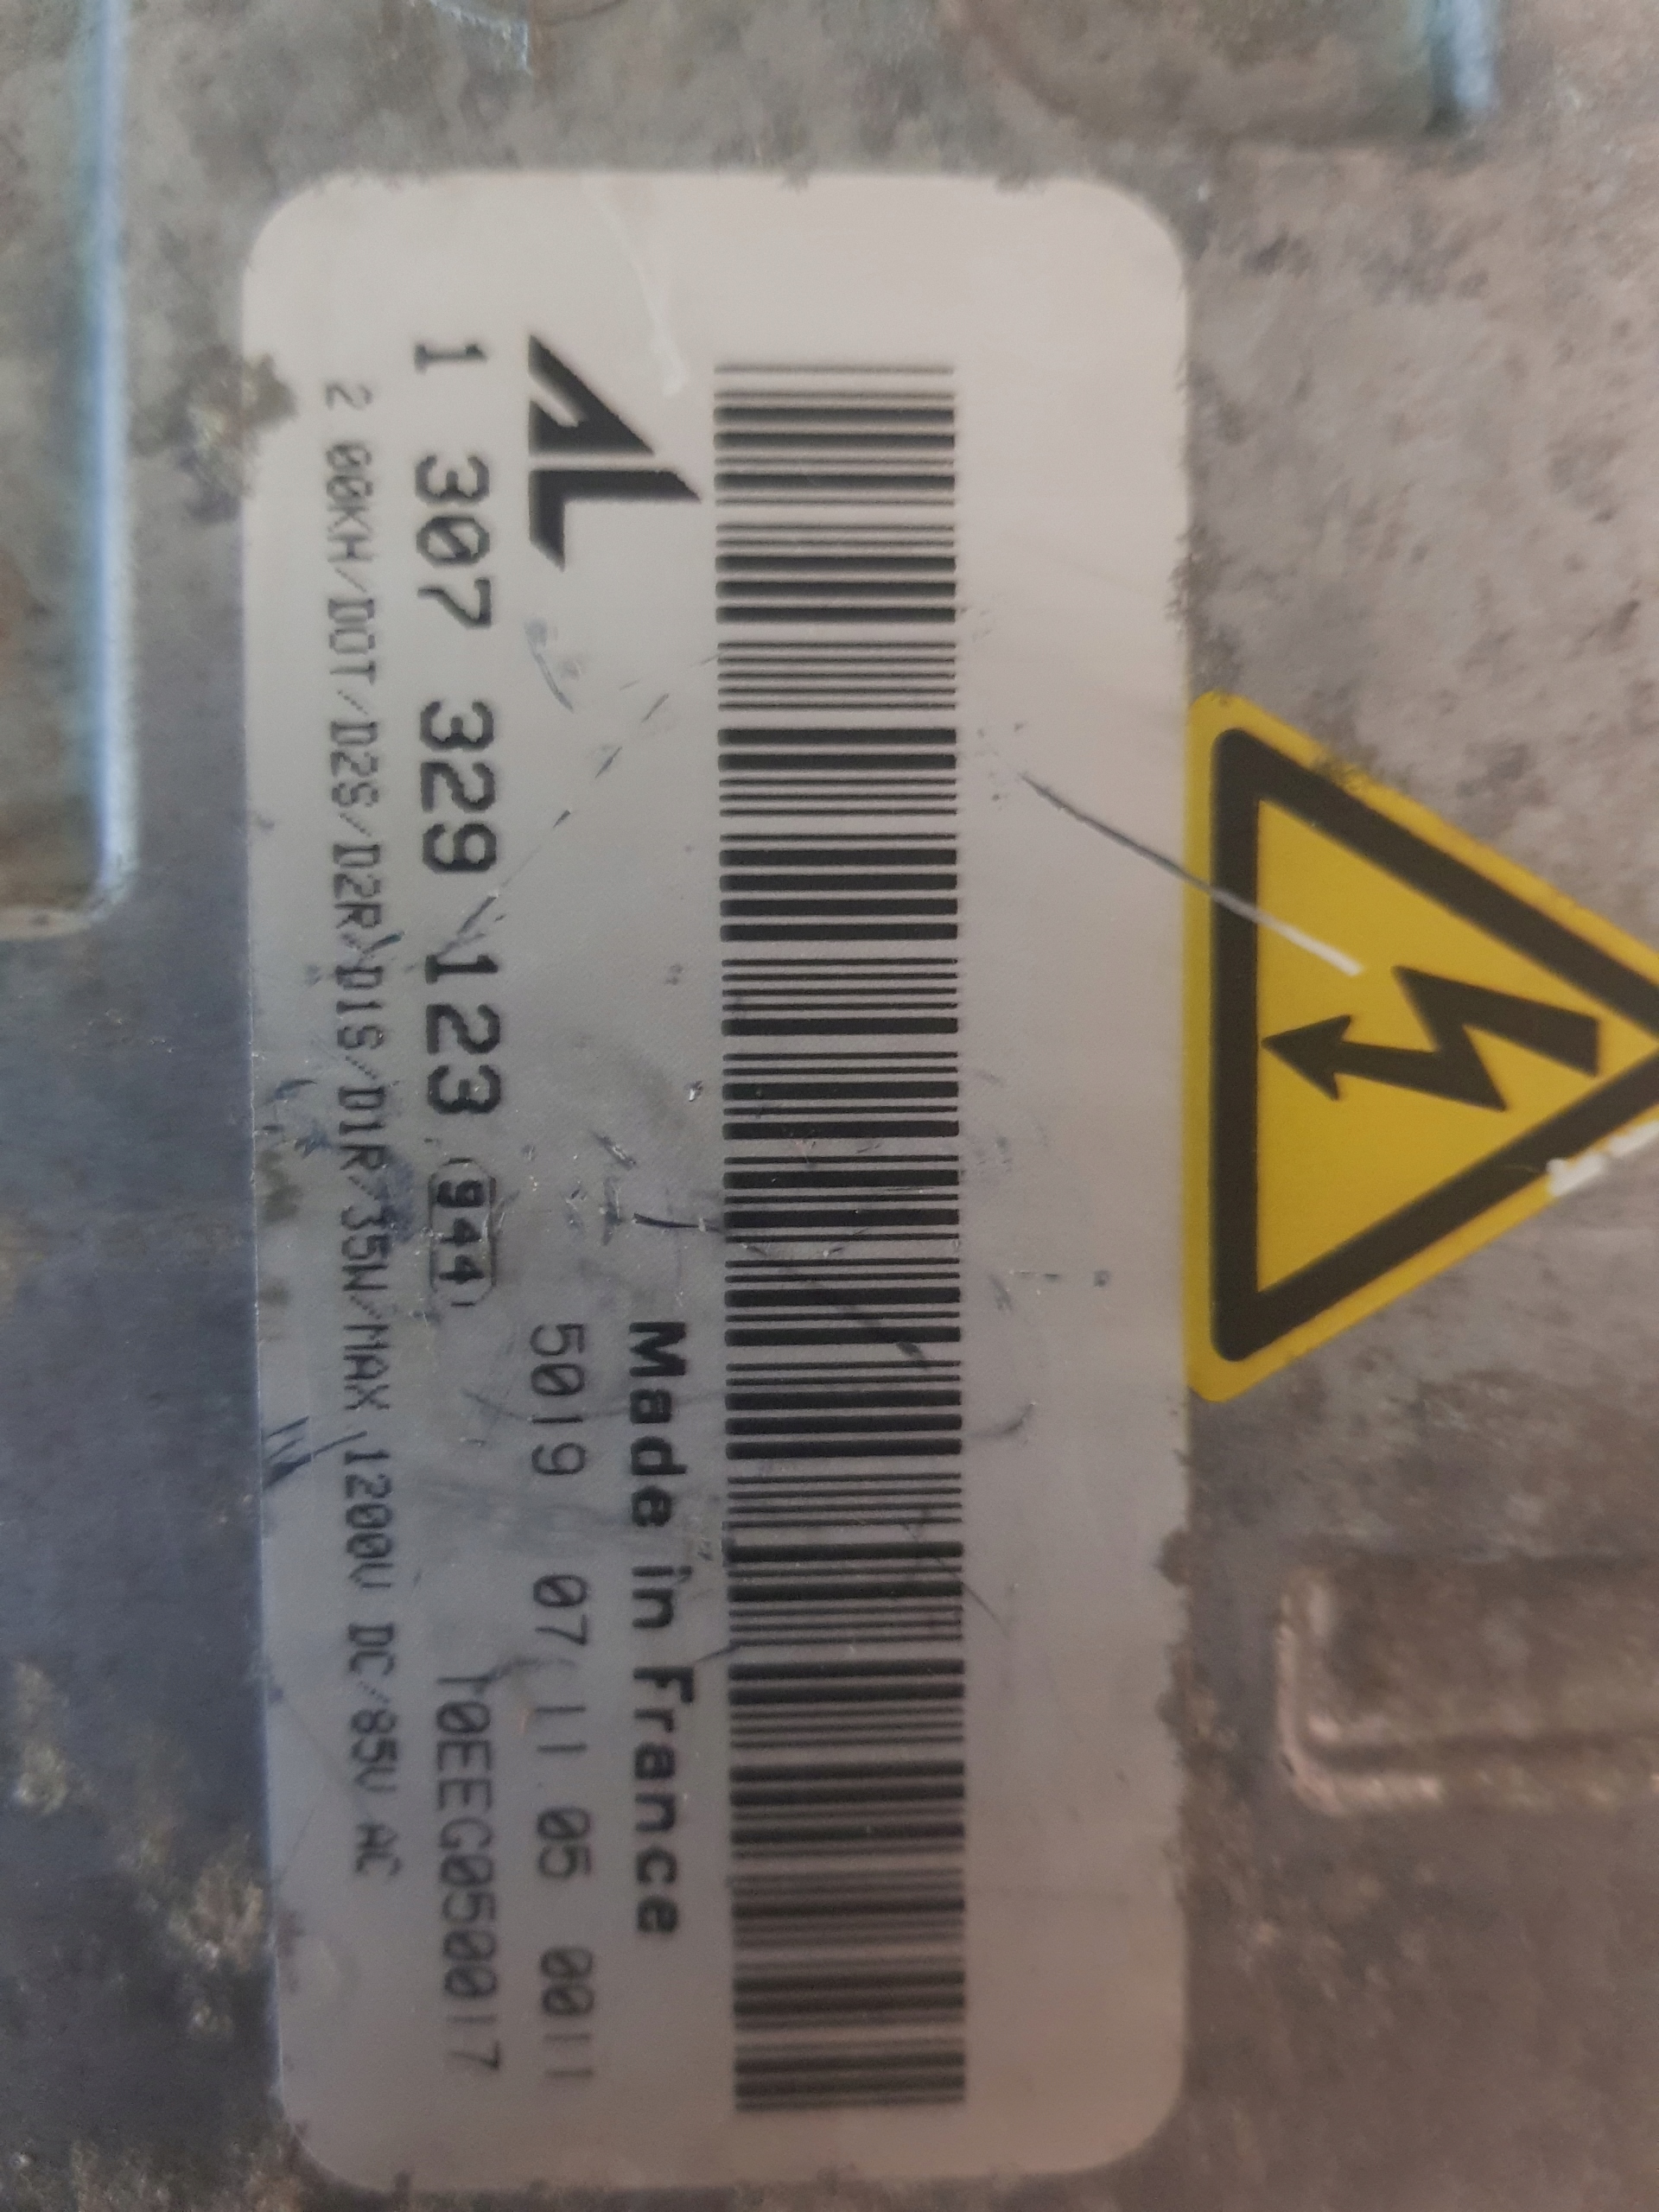 AL
Made in France
5019 07 11 05 0011
1 307 329 123 (944) T0EEG050017
2 00KH/DOT/D2S/D2R/D1S/D1R/35W/MAX 1200V DC/85V AC